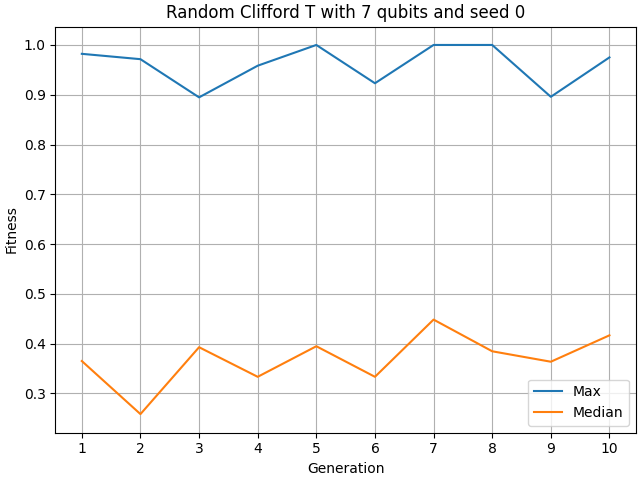 Random Clifford T with 7 qubits and seed 0
1.0
0.9
0.8
0.7
0.6
0.5
0.4
0.3
Fitness
1 2 3 4 5 6 7 8 9 10
Generation
Max
Median